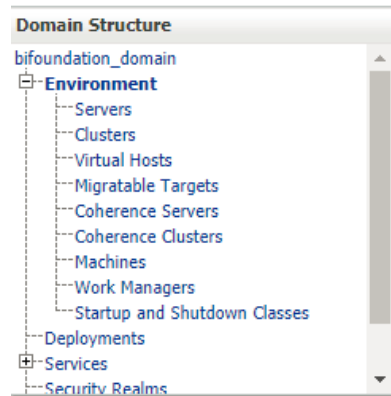 Domain Structure
bifoundation_domain
Environment
Servers
Clusters
Virtual Hosts
Migratable Targets
Coherence Servers
Coherence Clusters
Machines
Work Managers
Startup and Shutdown Classes
Deployments
Services
Security Realms